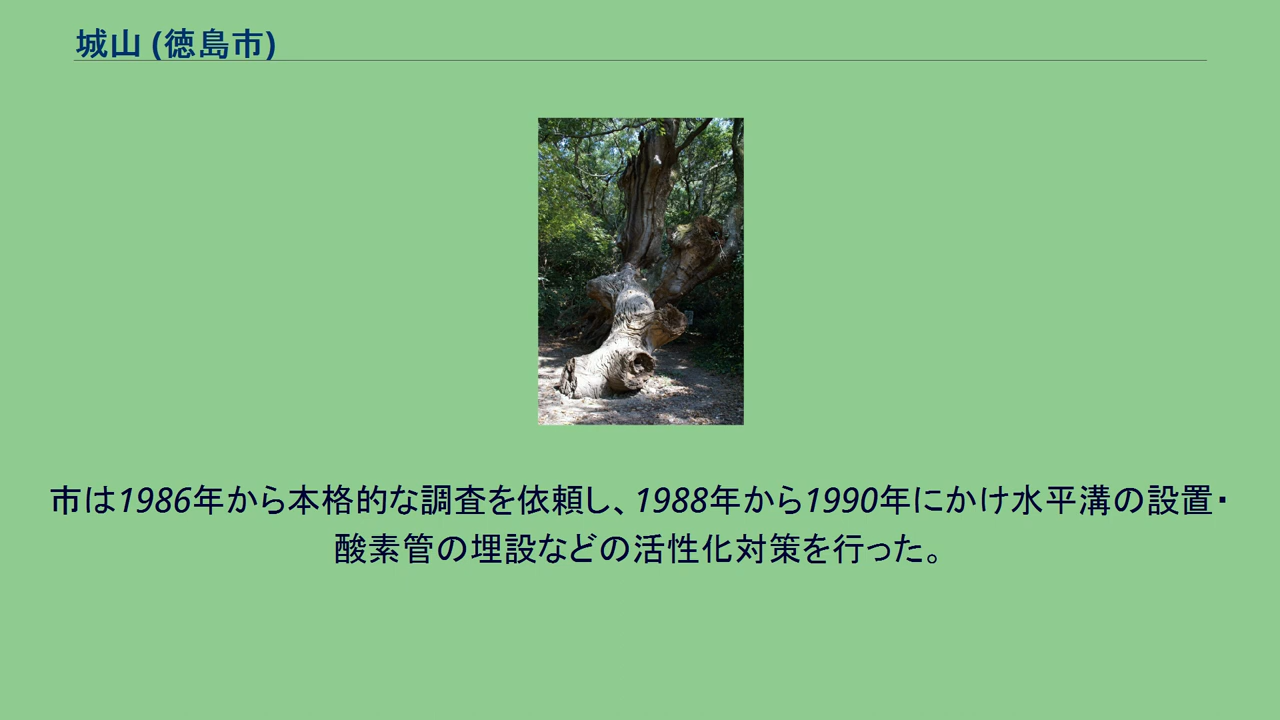 城山 (徳島市)
市は1986年から本格的な調査を依頼し、1988年から1990年にかけ水平溝の設置・
酸素管の埋設などの活性化対策を行った。